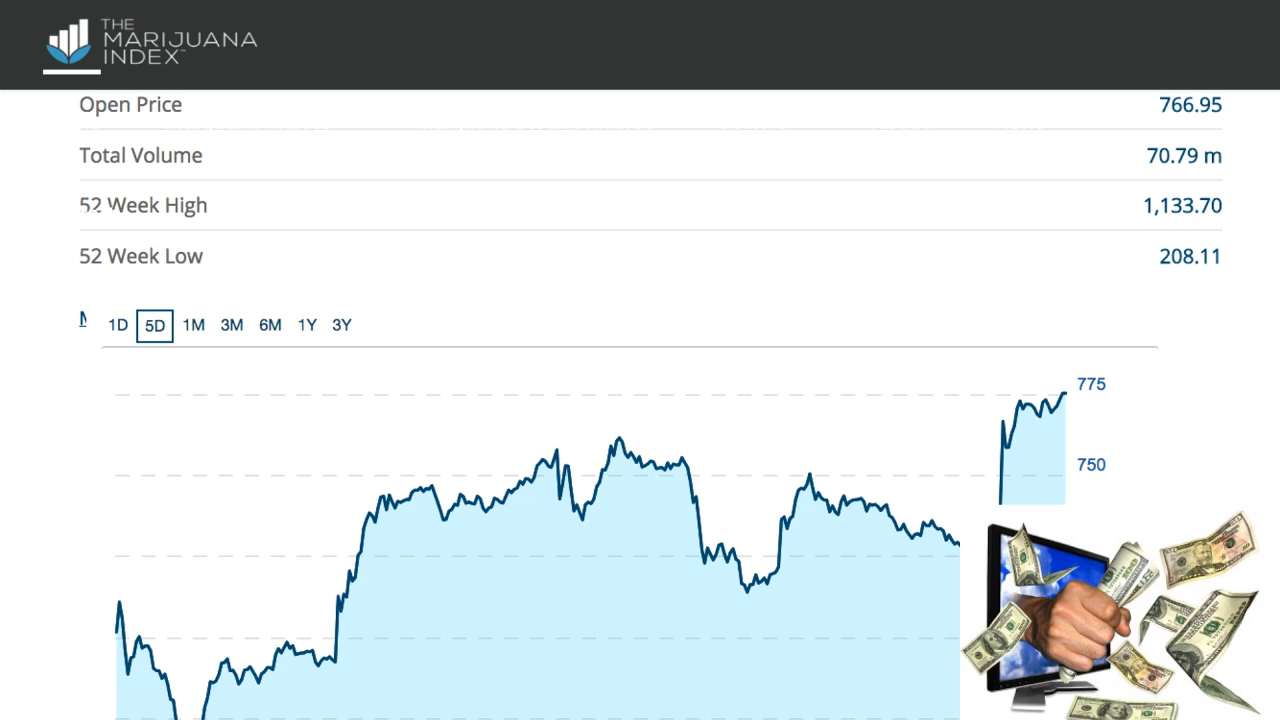 THE
MARIJUANA
INDEX™
Open Price 766.95
Total Volume 70.79 m
52 Week High 1,133.70
52 Week Low 208.11
1D 5D 1M 3M 6M 1Y 3Y
775
750